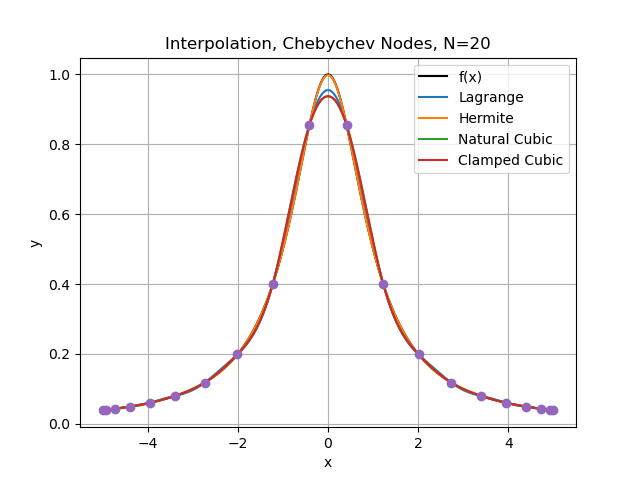 Interpolation, Chebychev Nodes, N=20
1.0
0.8
0.6
0.4
0.2
0.0
y
−4
−2
0
2
4
x
f(x)
Lagrange
Hermite
Natural Cubic
Clamped Cubic